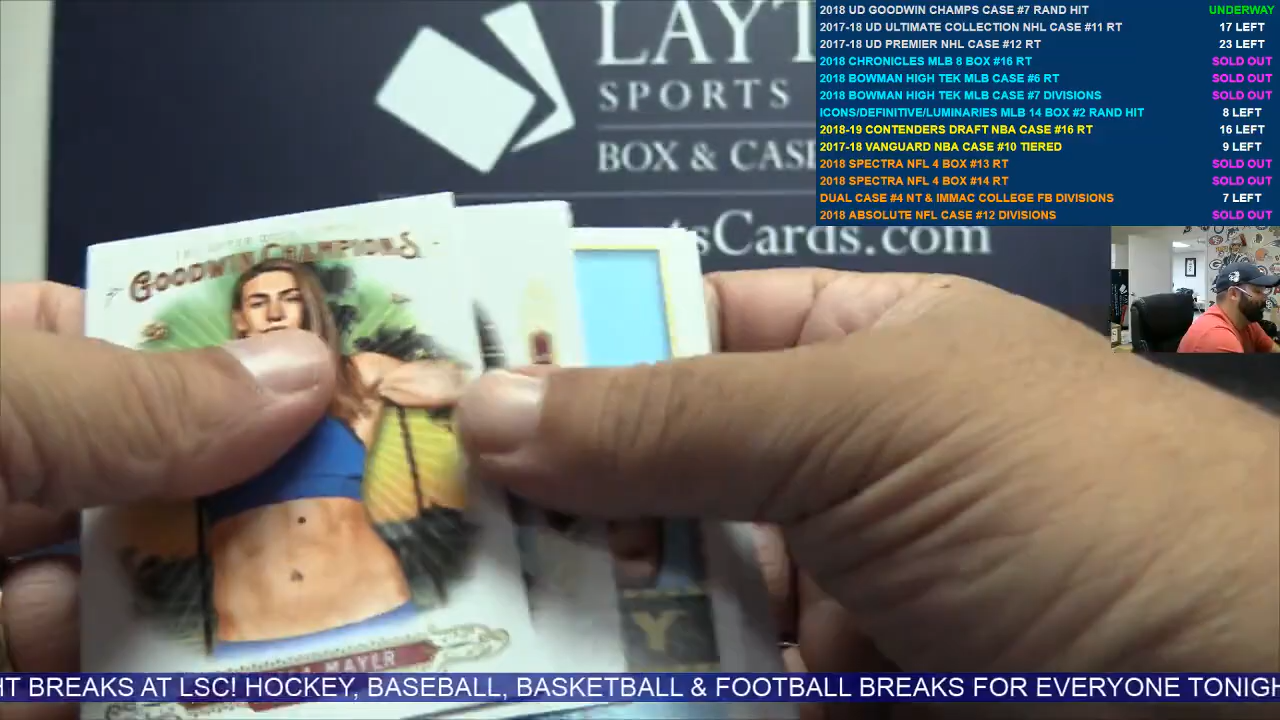 LAYT
SPORTS
BOX & CAS
sCards.com
GOODWIN CHAMPIONS
MAYER
Y
2018 UD GOODWIN CHAMPS CASE #7 RAND HIT UNDERWAY
2017-18 UD ULTIMATE COLLECTION NHL CASE #11 RT 17 LEFT
2017-18 UD PREMIER NHL CASE #12 RT 23 LEFT
2018 CHRONICLES MLB 8 BOX #16 RT SOLD OUT
2018 BOWMAN HIGH TEK MLB CASE #6 RT SOLD OUT
2018 BOWMAN HIGH TEK MLB CASE #7 DIVISIONS SOLD OUT
ICONS/DEFINITIVE/LUMINARIES MLB 14 BOX #2 RAND HIT 8 LEFT
2018-19 CONTENDERS DRAFT NBA CASE #16 RT 16 LEFT
2017-18 VANGUARD NBA CASE #10 TIERED 9 LEFT
2018 SPECTRA NFL 4 BOX #13 RT SOLD OUT
2018 SPECTRA NFL 4 BOX #14 RT SOLD OUT
DUAL CASE #4 NT & IMMAC COLLEGE FB DIVISIONS 7 LEFT
2018 ABSOLUTE NFL CASE #12 DIVISIONS SOLD OUT
HT BREAKS AT LSC! HOCKEY, BASEBALL, BASKETBALL & FOOTBALL BREAKS FOR EVERYONE TONIGH